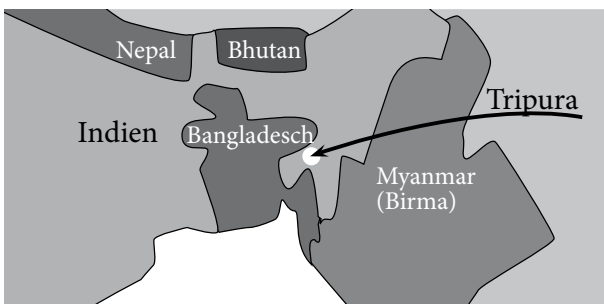 Nepal
Bhutan
Tripura
Indien
Bangladesch
Myanmar
(Birma)